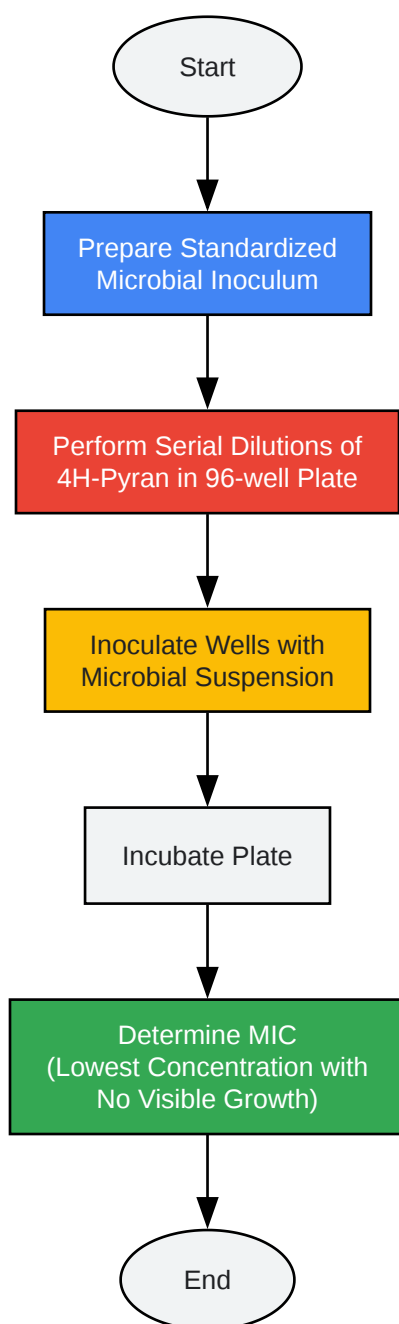 Start
Prepare Standardized
Microbial Inoculum
Perform Serial Dilutions of
4H-Pyran in 96-well Plate
Inoculate Wells with
Microbial Suspension
Incubate Plate
Determine MIC
(Lowest Concentration with
No Visible Growth)
End